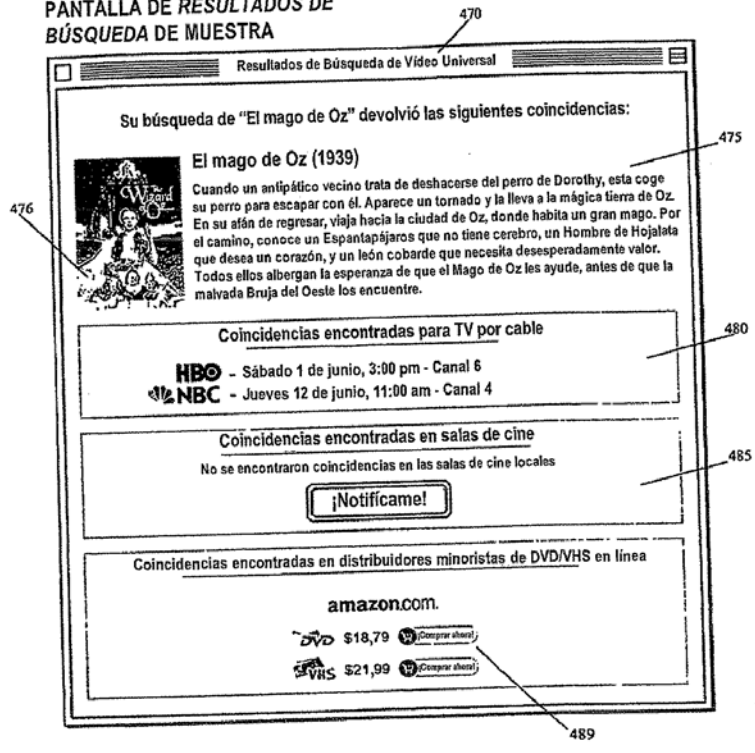 PANTALLA DE RESULTADOS DE
BÚSQUEDA DE MUESTRA
470
Resultados de Búsqueda de Vídeo Universal
Su búsqueda de "El mago de Oz" devolvió las siguientes coincidencias:
475
El mago de Oz (1939)
The
Wizard
of
Cuando un antipático vecino trata de deshacerse del perro de Dorothy, esta coge
su perro para escapar con él. Aparece un tornado y la lleva a la mágica tierra de Oz.
476
En su afán de regresar, viaja hacia la ciudad de Oz, donde habita un gran mago. Por
el camino, conoce un Espantapájaros que no tiene cerebro, un Hombre de Hojalata
que desea un corazón, y un león cobarde que necesita desesperadamente valor.
Todos ellos albergan la esperanza de que el Mago de Oz les ayude, antes de que la
malvada Bruja del Oeste los encuentre.
Coincidencias encontradas para TV por cable
480
HBO - Sábado 1 de junio, 3:00 pm - Canal 6
NBC - Jueves 12 de junio, 11:00 am - Canal 4
Coincidencias encontradas en salas de cine
485
No se encontraron coincidencias en las salas de cine locales
¡Notifícame!
Coincidencias encontradas en distribuidores minoristas de DVD/VHS en línea
amazon.com.
DVD $18,79 ¡Comprar ahora!
VHS $21,99 ¡Comprar ahora!
489